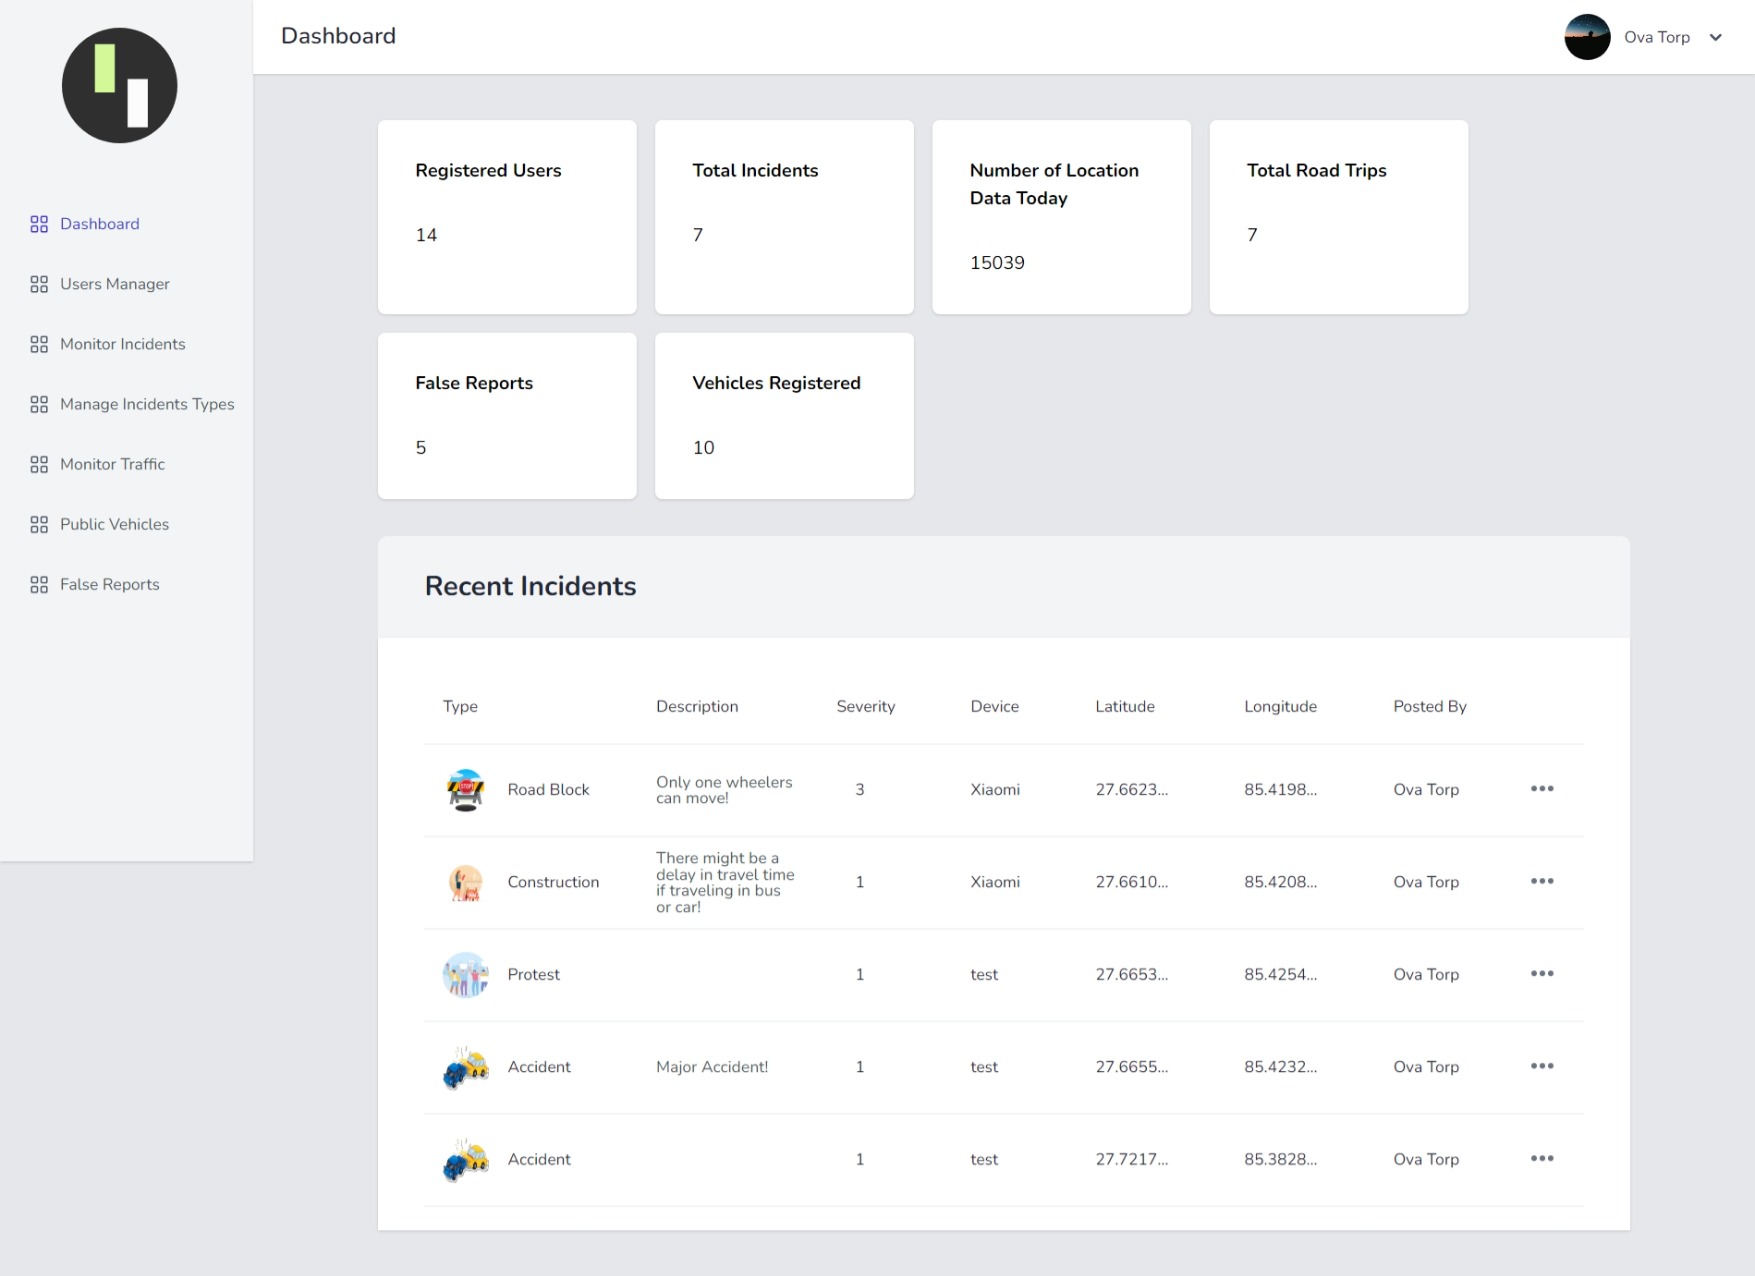 Dashboard
Ova Torp
Dashboard
Users Manager
Monitor Incidents
Manage Incidents Types
Monitor Traffic
Public Vehicles
False Reports
Registered Users
14
Total Incidents
7
Number of Location
Data Today
15039
Total Road Trips
7
False Reports
5
Vehicles Registered
10
Recent Incidents
Type Description Severity Device Latitude Longitude Posted By
STOP!
Road Block
Only one wheelers
can move!
3 Xiaomi 27.6623... 85.4198... Ova Torp
Construction
There might be a
delay in travel time
if traveling in bus
or car!
1 Xiaomi 27.6610... 85.4208... Ova Torp
Protest 1 test 27.6653... 85.4254... Ova Torp
Accident Major Accident! 1 test 27.6655... 85.4232... Ova Torp
Accident 1 test 27.7217... 85.3828... Ova Torp